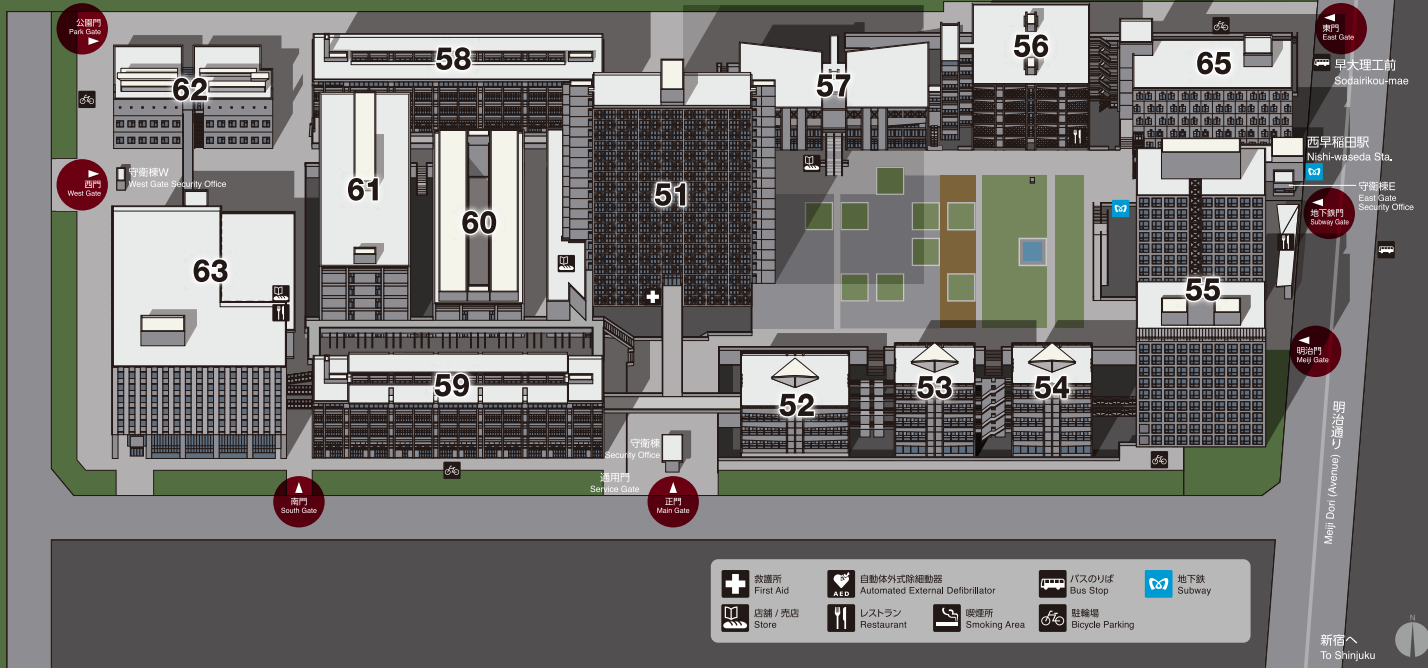 公園門
Park Gate
東門
East Gate
早大理工前
Sodairikou-mae
58
56
57
65
62
西早稲田駅
Nishi-waseda Sta.
守衛棟W
West Gate Security Office
西門
West Gate
61
51
60
守衛棟E
East Gate
Security Office
地下鉄門
Subway Gate
63
55
明治門
Meiji Gate
59
52
53
54
明治通り
Meiji Dori (Avenue)
守衛棟
Security Office
通用門
Service Gate
南門
South Gate
正門
Main Gate
救護所
First Aid
AED
自動体外式除細動器
Automated External Defibrillator
バスのりば
Bus Stop
地下鉄
Subway
店舗 / 売店
Store
レストラン
Restaurant
喫煙所
Smoking Area
駐輪場
Bicycle Parking
新宿へ
To Shinjuku
N